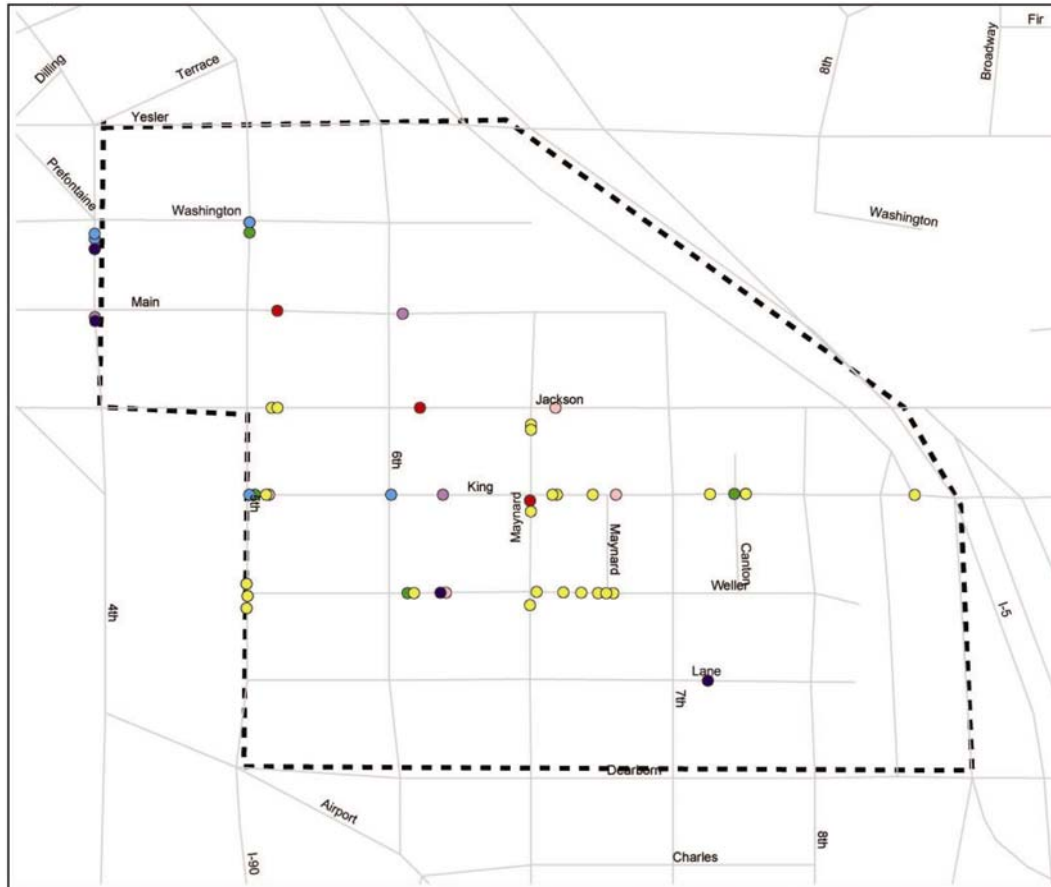 Fir
Broadway
8th
Dilling
Terrace
Yesler
Prefontaine
Washington
Washington
Main
Jackson
6th
King
5th
Maynard
Maynard
Canton
Weller
4th
I-5
Lane
7th
Dearborn
Airport
8th
Charles
I-90